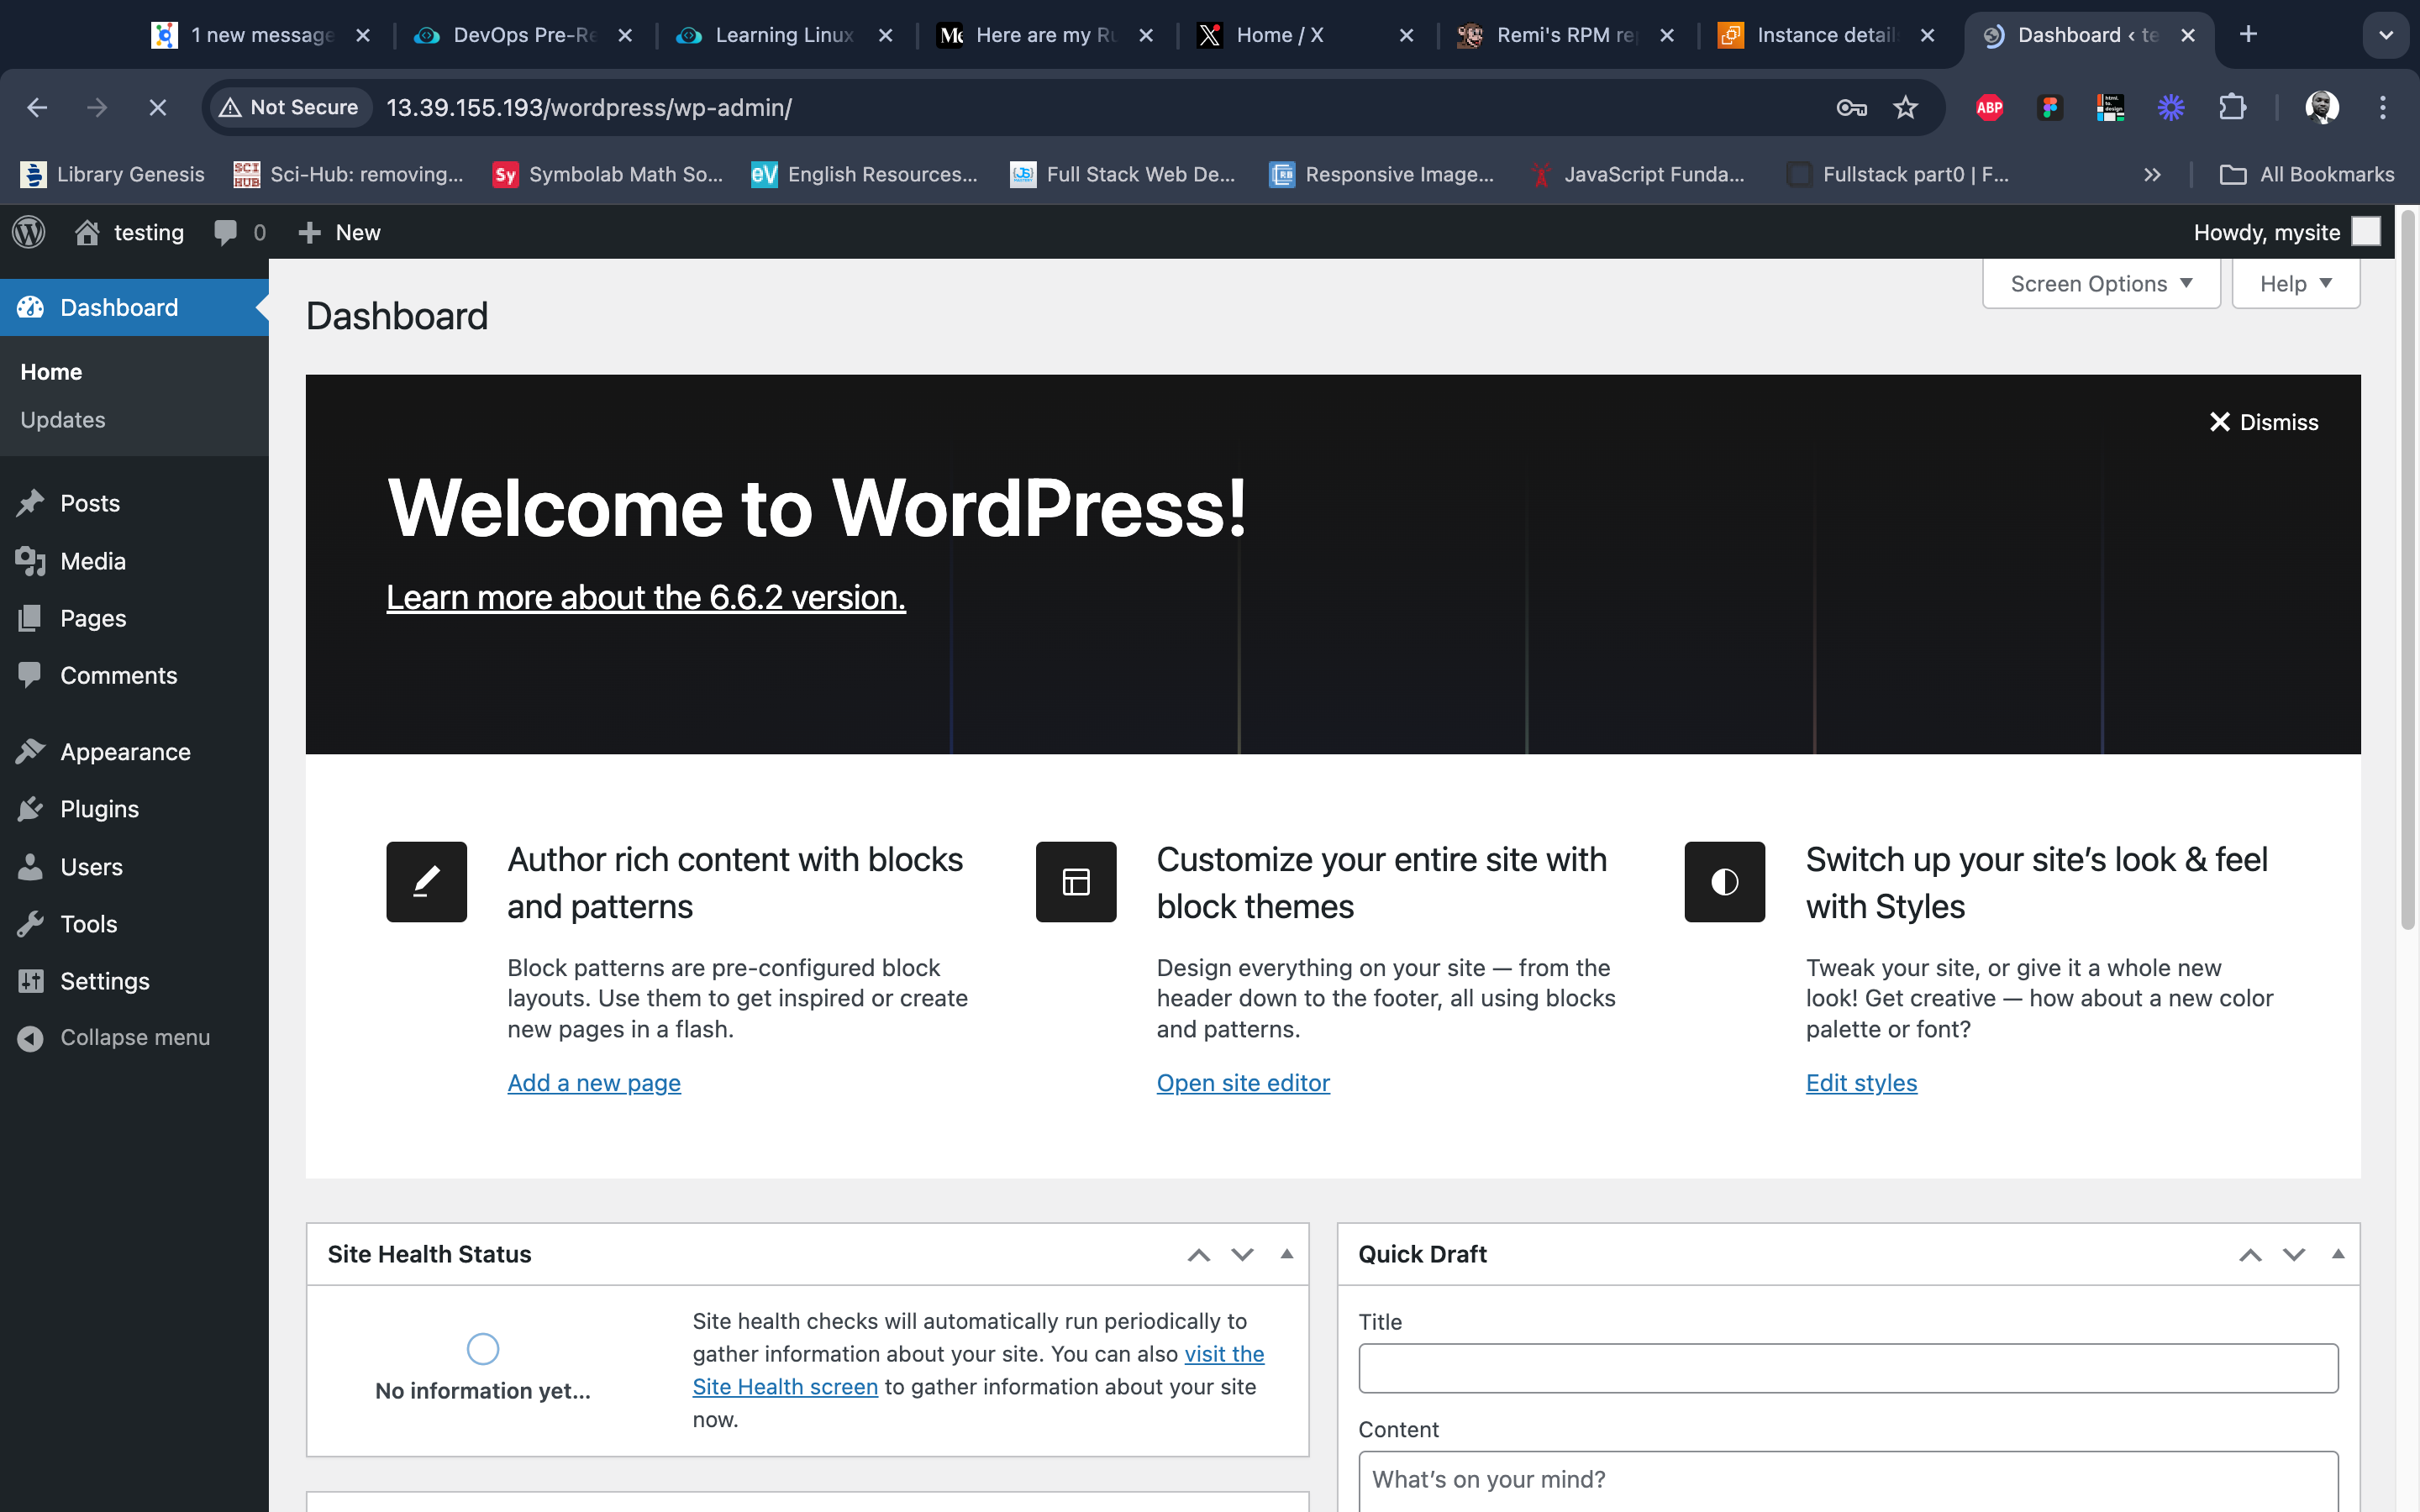 1 new message
DevOps Pre-Re
Learning Linux
Me
Here are my Ru
Home / X
Remi's RPM rep
Instance details
Dashboard ‹ te
Not Secure
13.39.155.193/wordpress/wp-admin/
ABP
Library Genesis
SCI HUB
Sci-Hub: removing...
Sy
Symbolab Math So...
eV
English Resources...
JS
Full Stack Web De...
RB
Responsive Image...
JavaScript Funda...
Fullstack part0 | F...
All Bookmarks
testing
0
New
Howdy, mysite
Dashboard
Home
Updates
Posts
Media
Pages
Comments
Appearance
Plugins
Users
Tools
Settings
Collapse menu
Screen Options
Help
Dashboard
Dismiss
Welcome to WordPress!
Learn more about the 6.6.2 version.
Author rich content with blocks
and patterns
Block patterns are pre-configured block
layouts. Use them to get inspired or create
new pages in a flash.
Add a new page
Customize your entire site with
block themes
Design everything on your site — from the
header down to the footer, all using blocks
and patterns.
Open site editor
Switch up your site’s look & feel
with Styles
Tweak your site, or give it a whole new
look! Get creative — how about a new color
palette or font?
Edit styles
Site Health Status
No information yet...
Site health checks will automatically run periodically to
gather information about your site. You can also visit the
Site Health screen to gather information about your site
now.
Quick Draft
Title
Content
What’s on your mind?